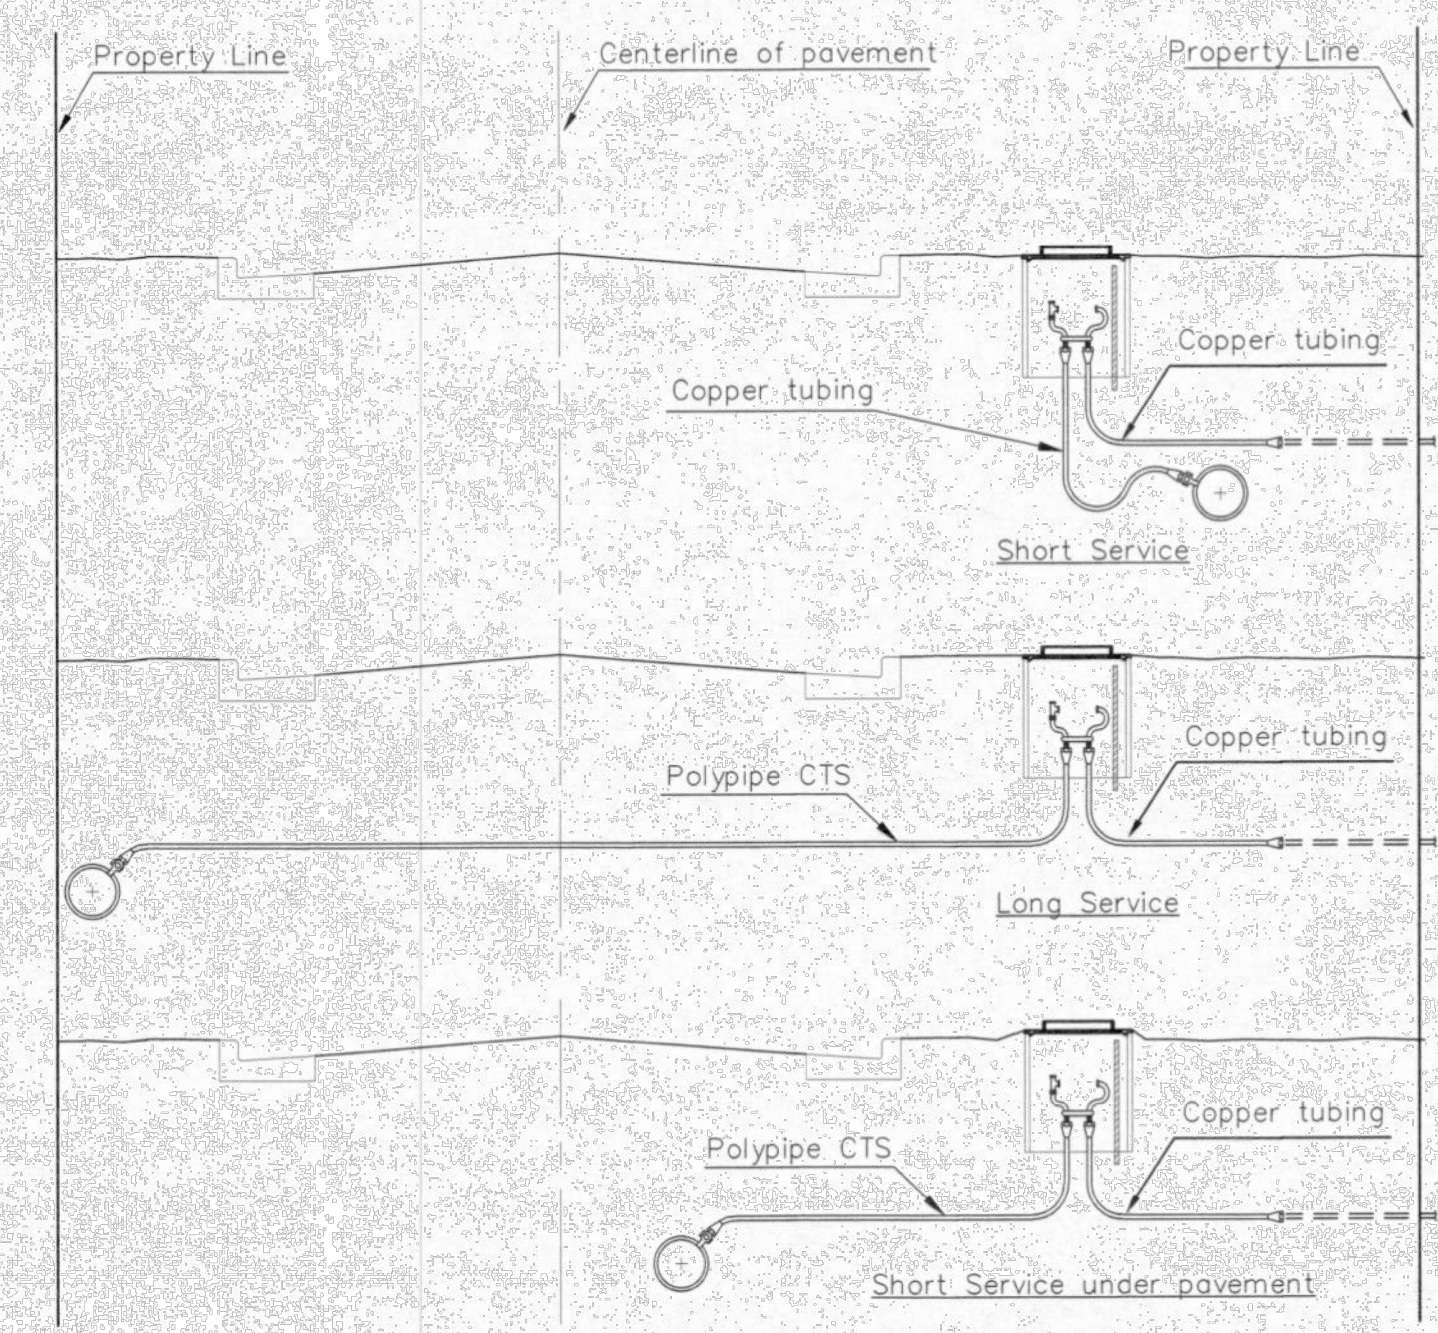 Property Line
Centerline of pavement
Property Line
Copper tubing
Copper tubing
Short Service
Copper tubing
Polypipe CTS
Long Service
Copper tubing
Polypipe CTS
Short Service under pavement